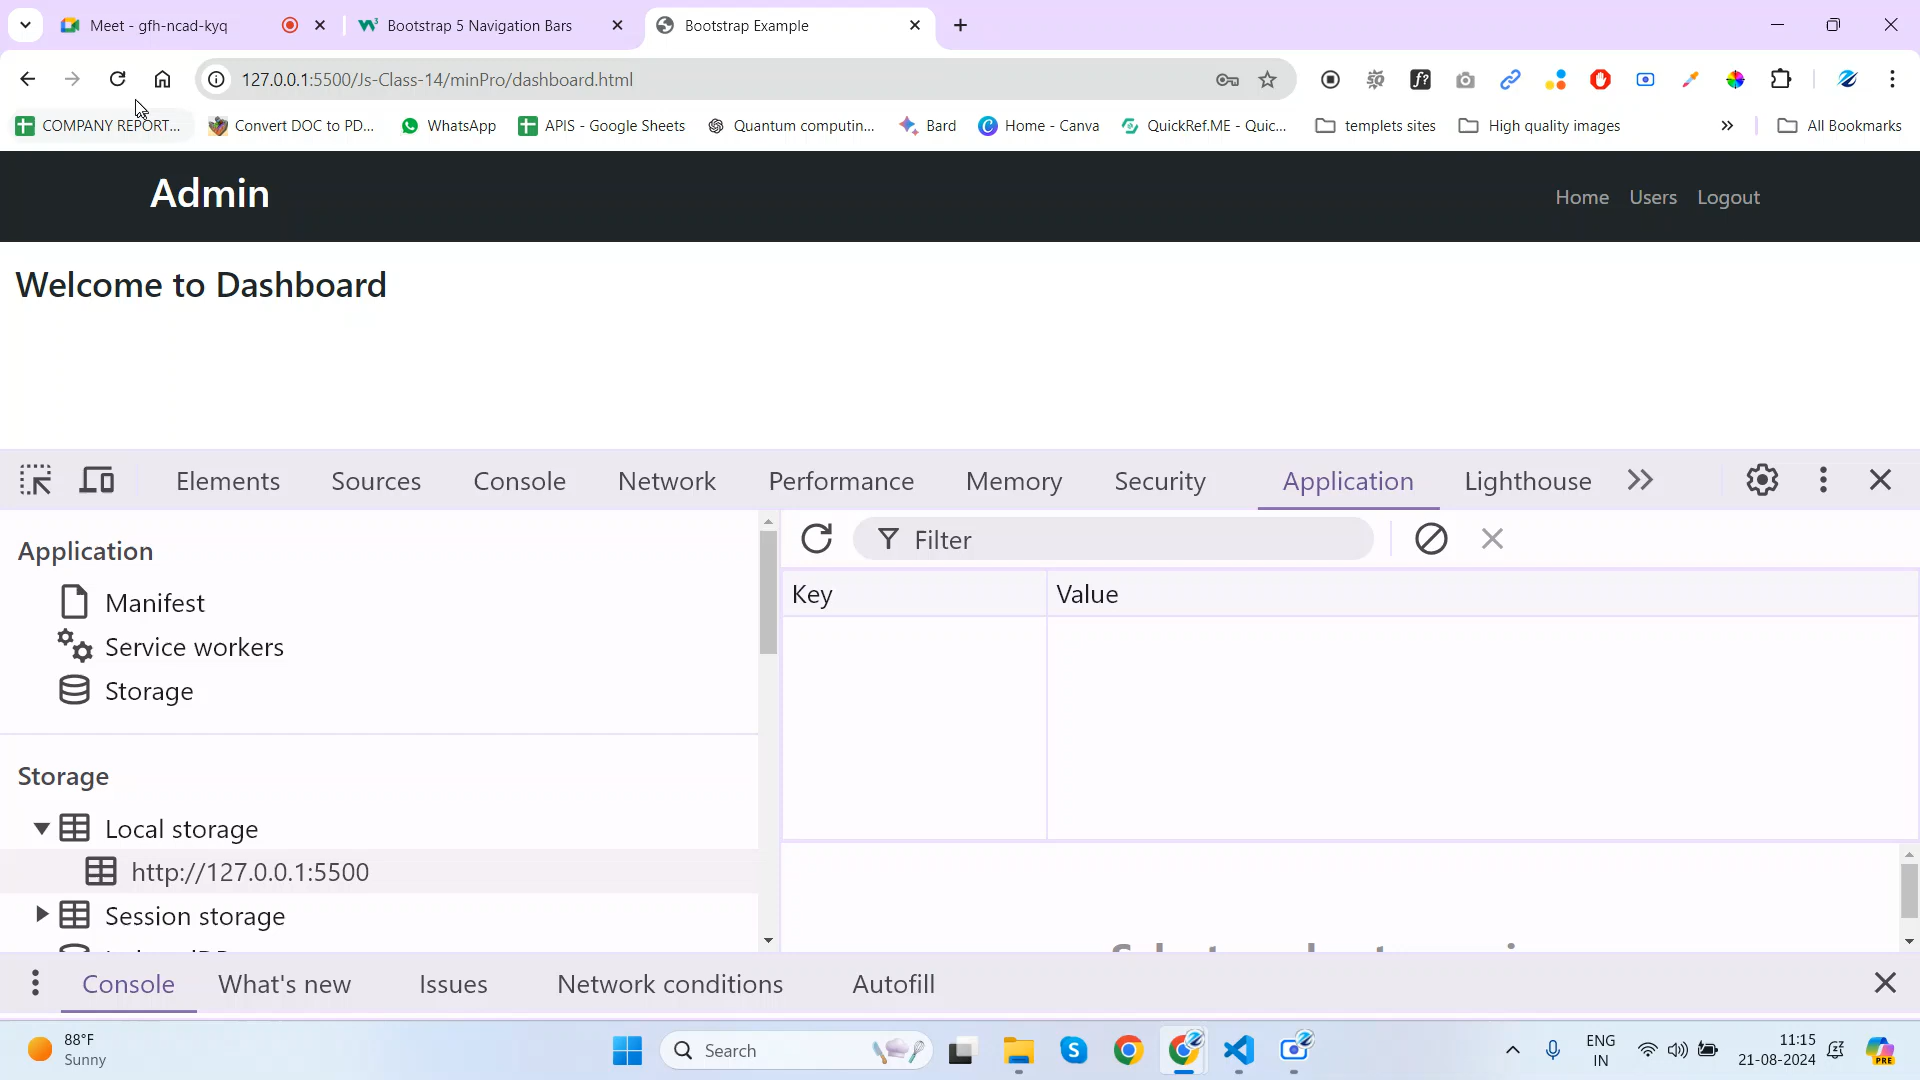 Meet - gfh-ncad-kyq
Bootstrap 5 Navigation Bars
Bootstrap Example
127.0.0.1:5500/Js-Class-14/minPro/dashboard.html
COMPANY REPORT...
Convert DOC to PD...
WhatsApp
APIS - Google Sheets
Quantum computin...
Bard
Home - Canva
QuickRef.ME - Quic...
templets sites
High quality images
All Bookmarks
Admin
Home
Users
Logout
Welcome to Dashboard
Elements
Sources
Console
Network
Performance
Memory
Security
Application
Lighthouse
Application
Manifest
Service workers
Storage
Storage
Local storage
http://127.0.0.1:5500
Session storage
Filter
Key
Value
Console
What's new
Issues
Network conditions
Autofill
88°F
Sunny
Search
ENG
IN
11:15
21-08-2024
PRE